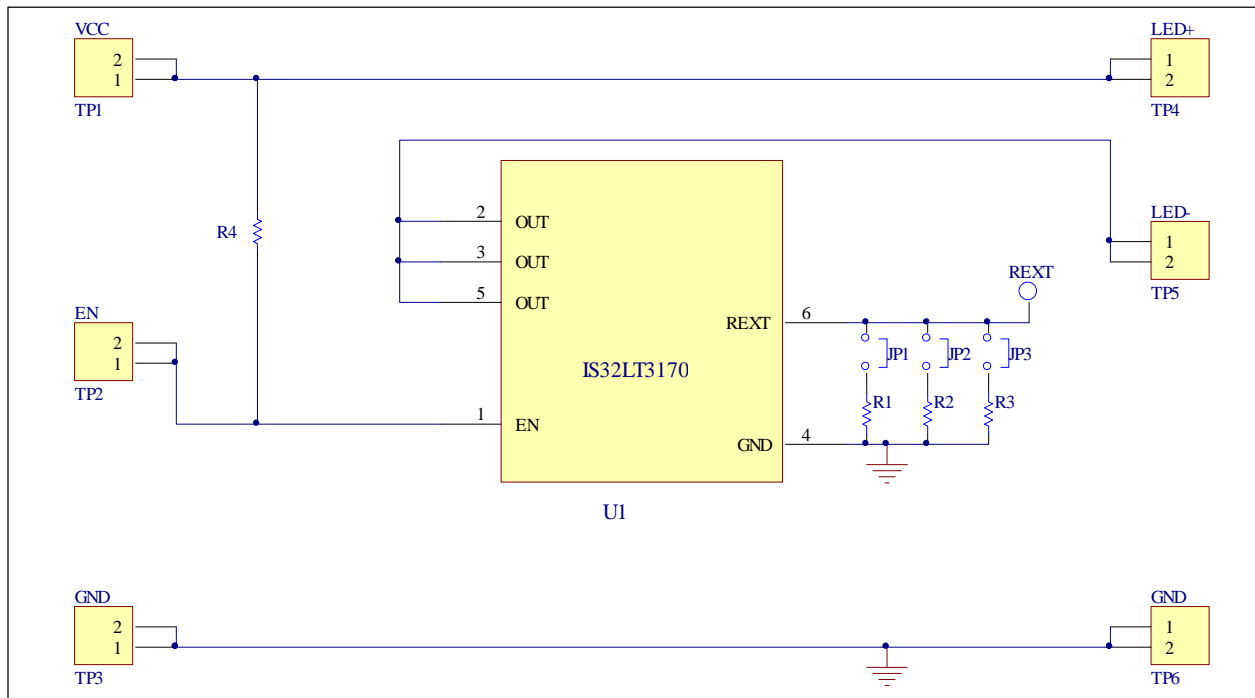 VCC
2
1
TP1
LED+
1
2
TP4
R4
2
OUT
3
OUT
5
OUT
REXT
6
IS32LT3170
1
EN
GND
4
U1
LED-
1
2
TP5
REXT
JP1
JP2
JP3
R1
R2
R3
EN
2
1
TP2
GND
2
1
TP3
GND
1
2
TP6